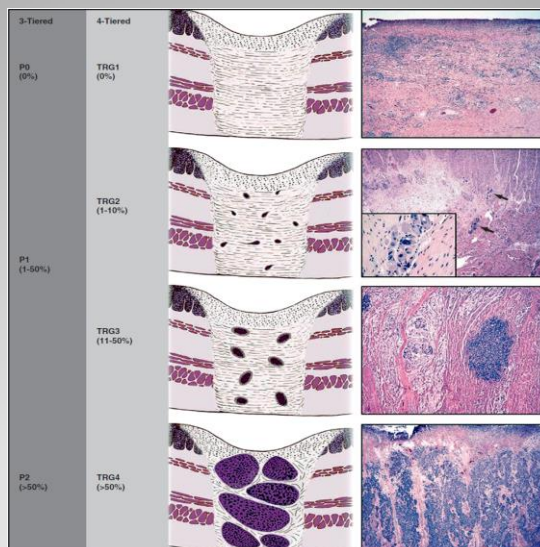 3-Tiered 4-Tiered
P0 TRG1
(0%) (0%)
TRG2
(1-10%)
P1
(1-50%)
TRG3
(11-50%)
P2 TRG4
(>50%) (>50%)